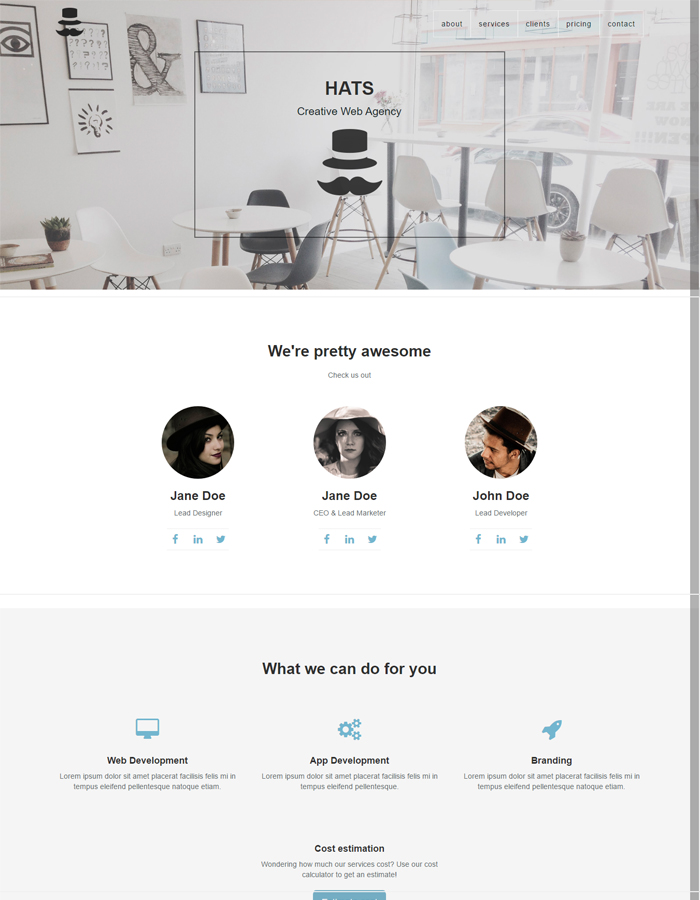 about services clients pricing contact
HATS
Creative Web Agency
We're pretty awesome
Check us out
Jane Doe Jane Doe John Doe
Lead Designer CEO & Lead Marketer Lead Developer
What we can do for you
Web Development App Development Branding
Lorem ipsum dolor sit amet placerat facilisis felis mi in Lorem ipsum dolor sit amet placerat facilisis felis mi in Lorem ipsum dolor sit amet placerat facilisis felis mi in
tempus eleifend pellentesque natoque etiam. tempus eleifend pellentesque. tempus eleifend pellentesque natoque etiam.
Cost estimation
Wondering how much our services cost? Use our cost
calculator to get an estimate!